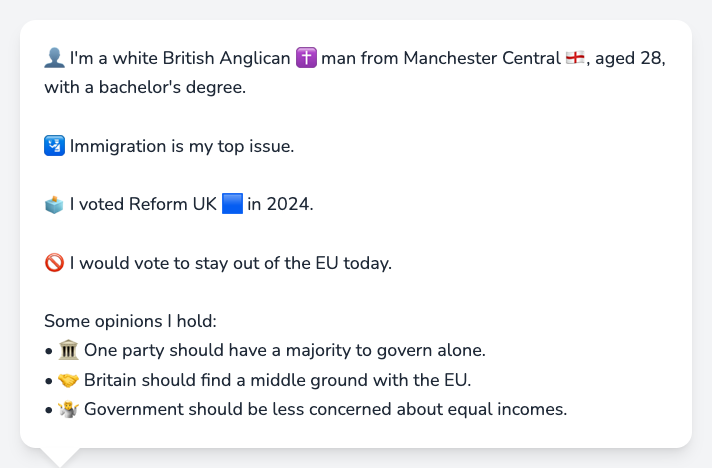 👤 I'm a white British Anglican ✝️ man from Manchester Central 🏴󠁧󠁢󠁥󠁮󠁧󠁿, aged 28,
with a bachelor's degree.
🛂 Immigration is my top issue.
🗳️ I voted Reform UK 🟦 in 2024.
🚫 I would vote to stay out of the EU today.
Some opinions I hold:
• 🏛️ One party should have a majority to govern alone.
• 🤝 Britain should find a middle ground with the EU.
• 🤷 Government should be less concerned about equal incomes.